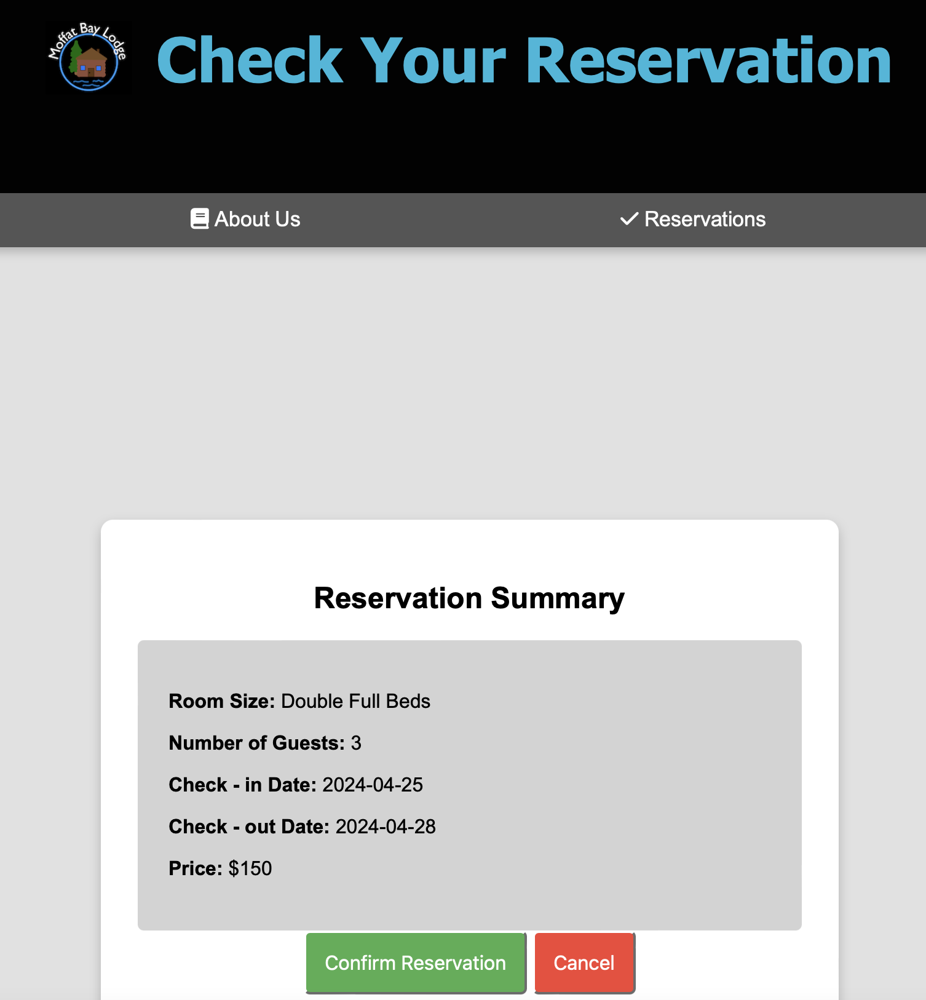 Moffat Bay Lodge
Check Your Reservation
About Us
Reservations
Reservation Summary
Room Size: Double Full Beds
Number of Guests: 3
Check - in Date: 2024-04-25
Check - out Date: 2024-04-28
Price: $150
Confirm Reservation
Cancel